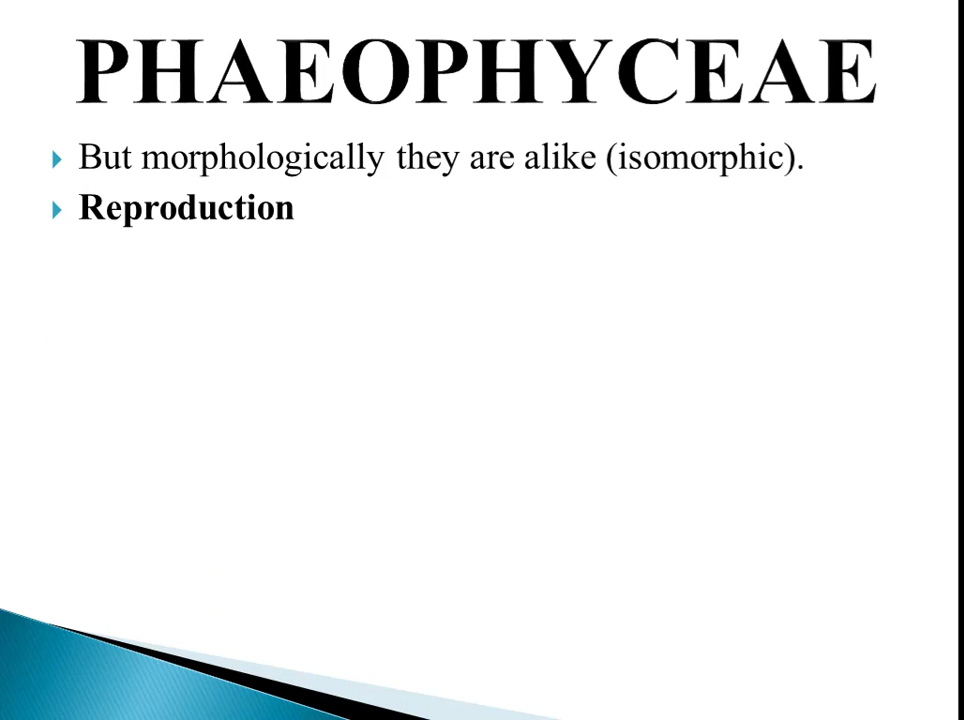 PHAEOPHYCEAE
But morphologically they are alike (isomorphic).
Reproduction